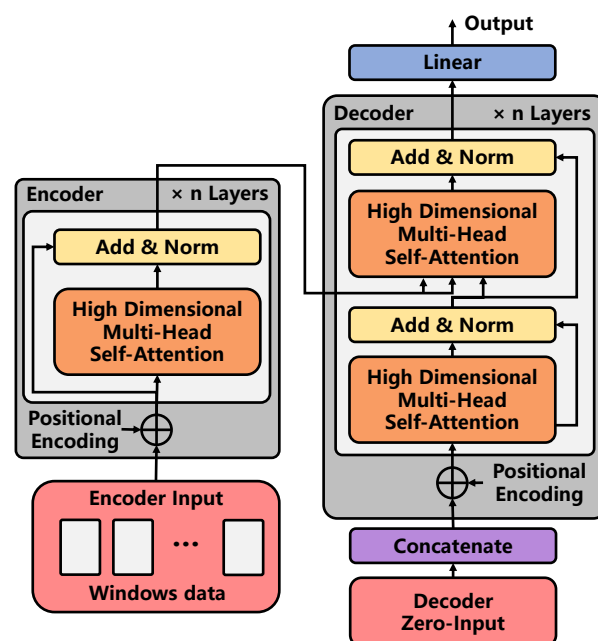 Output
Linear
Decoder
× n Layers
Add & Norm
High Dimensional
Multi-Head
Self-Attention
Add & Norm
High Dimensional
Multi-Head
Self-Attention
Positional
Encoding
Concatenate
Decoder
Zero-Input
Encoder
× n Layers
Add & Norm
High Dimensional
Multi-Head
Self-Attention
Positional
Encoding
Encoder Input
...
Windows data